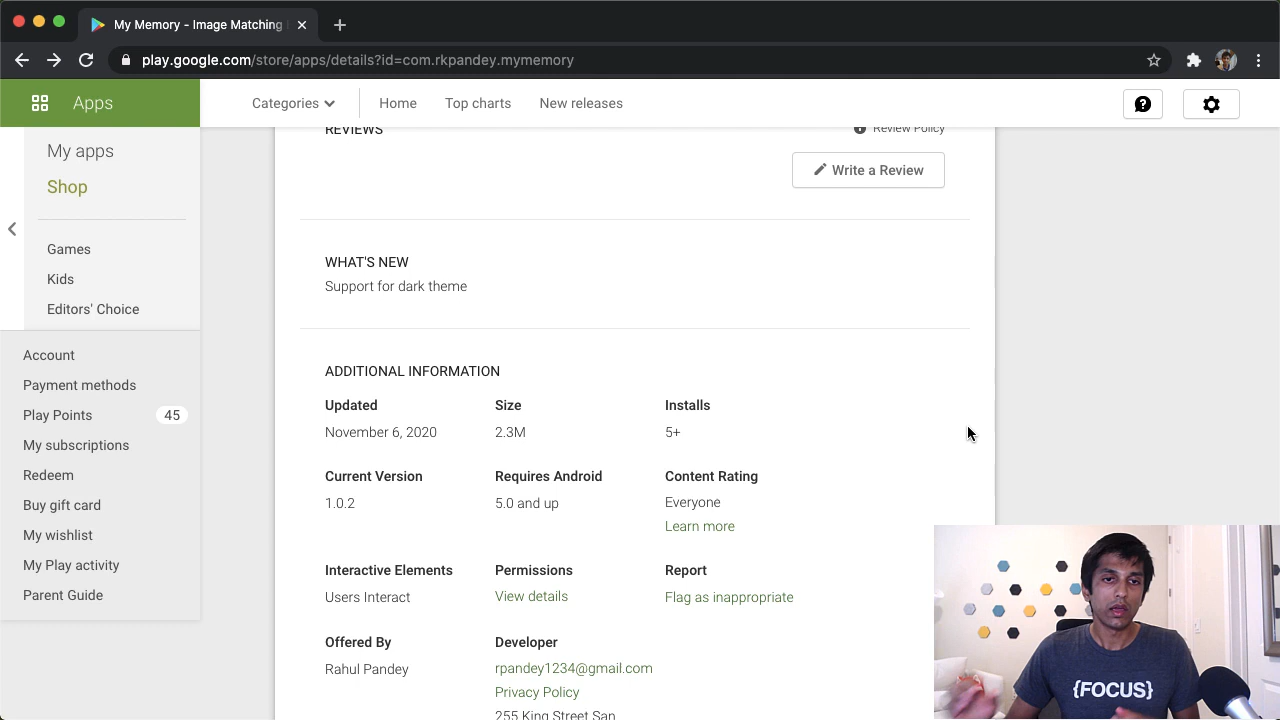 My Memory - Image Matching
play.google.com/store/apps/details?id=com.rkpandey.mymemory
Apps
Categories
Home
Top charts
New releases
My apps
Shop
Games
Kids
Editors' Choice
Account
Payment methods
Play Points 45
My subscriptions
Redeem
Buy gift card
My wishlist
My Play activity
Parent Guide
REVIEWS
Review Policy
Write a Review
WHAT'S NEW
Support for dark theme
ADDITIONAL INFORMATION
Updated
November 6, 2020
Size
2.3M
Installs
5+
Current Version
1.0.2
Requires Android
5.0 and up
Content Rating
Everyone
Learn more
Interactive Elements
Users Interact
Permissions
View details
Report
Flag as inappropriate
Offered By
Rahul Pandey
Developer
rpandey1234@gmail.com
Privacy Policy
255 King Street San
{FOCUS}